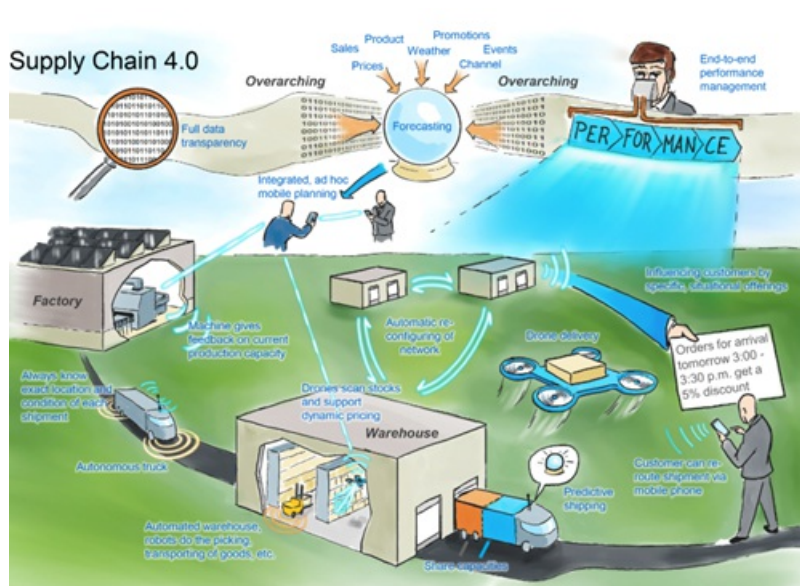 Supply Chain 4.0
Sales
Product
Promotions
Weather
Events
Prices
Channel
Overarching
Overarching
Full data
transparency
Forecasting
End-to-end
performance
management
PER FOR MAN CE
Integrated, ad hoc
mobile planning
Factory
Machine gives
feedback on current
production capacity
Automatic re-
configuring of
network
Influencing customers by
specific, situational offerings
Drone delivery
Orders for arrival
tomorrow 3:00 -
3:30 p.m. get a
5% discount
Always know
exact location and
condition of each
shipment
Autonomous truck
Drones scan stocks
and support
dynamic pricing
Warehouse
Customer can re-
route shipment via
mobile phone
Predictive
shipping
Automated warehouse,
robots do the picking,
transporting of goods, etc.
Share capacities